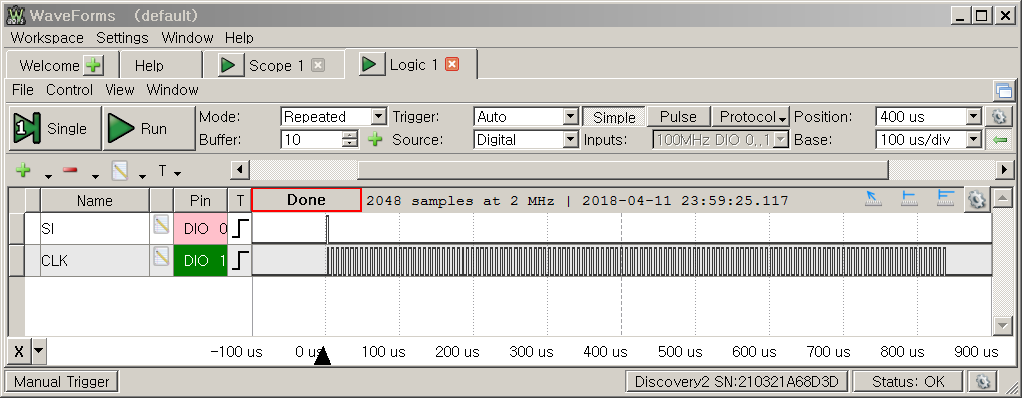 WaveForms (default)
Workspace Settings Window Help
Welcome Help Scope 1 Logic 1
File Control View Window
1 Single Run Mode: Repeated Trigger: Auto Simple Pulse Protocol Position: 400 us
Buffer: 10 Source: Digital Inputs: 100MHz DIO 0..1 Base: 100 us/div
T
Name Pin T Done 2048 samples at 2 MHz | 2018-04-11 23:59:25.117
SI DIO 0
CLK DIO 1
X -100 us 0 us 100 us 200 us 300 us 400 us 500 us 600 us 700 us 800 us 900 us
Manual Trigger Discovery2 SN:210321A68D3D Status: OK